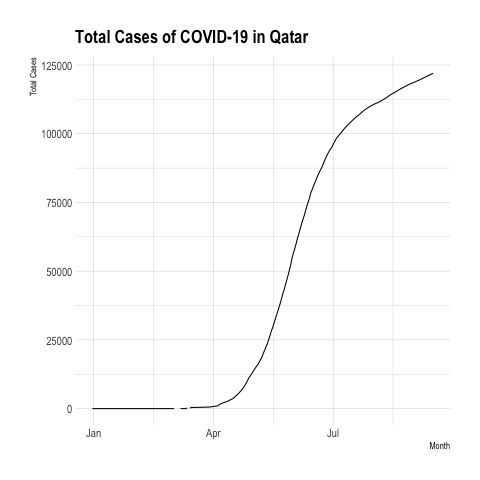 Total Cases of COVID-19 in Qatar
Total Cases
125000
100000
75000
50000
25000
0
Jan
Apr
Jul
Month